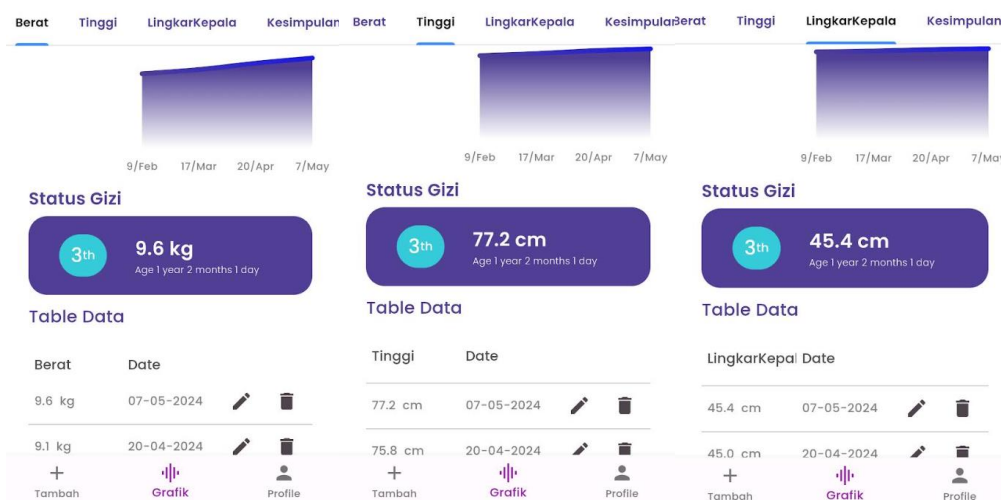 Berat Tinggi LingkarKepala Kesimpulan
9/Feb 17/Mar 20/Apr 7/May
Status Gizi
3th
9.6 kg
Age 1 year 2 months 1 day
Table Data
Berat Date
9.6 kg 07-05-2024
9.1 kg 20-04-2024
Tambah Grafik Profile
Berat Tinggi LingkarKepala Kesimpulan
9/Feb 17/Mar 20/Apr 7/May
Status Gizi
3th
77.2 cm
Age 1 year 2 months 1 day
Table Data
Tinggi Date
77.2 cm 07-05-2024
75.8 cm 20-04-2024
Tambah Grafik Profile
Berat Tinggi LingkarKepala Kesimpulan
9/Feb 17/Mar 20/Apr 7/May
Status Gizi
3th
45.4 cm
Age 1 year 2 months 1 day
Table Data
LingkarKepal Date
45.4 cm 07-05-2024
45.0 cm 20-04-2024
Tambah Grafik Profile